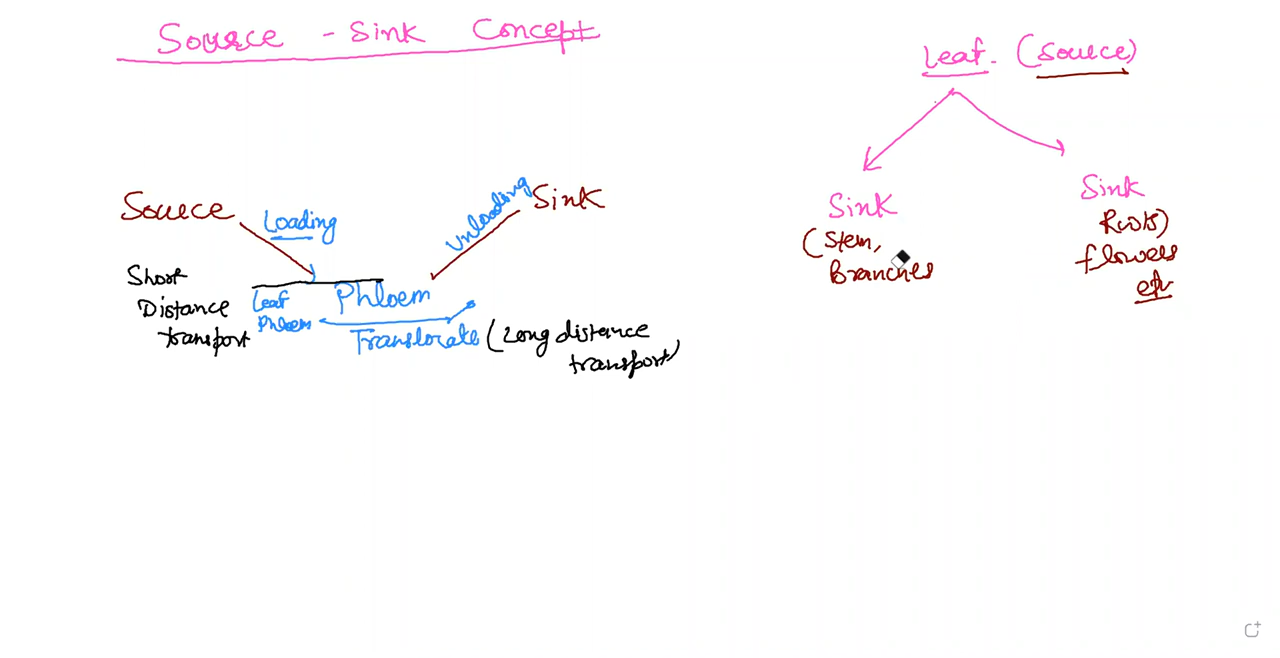 Source - Sink Concept
Leaf. (Source)
Source
Loading
Unloading
Sink
Short
Distance
transport
Leaf
Phloem
Phloem
Translocate (Long distance
transport)
Sink
(Stem,
Branches
Sink
Roots)
flowers
etc